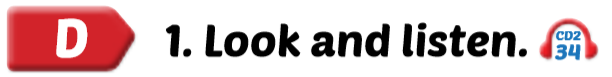 D 1. Look and listen. CD2 34